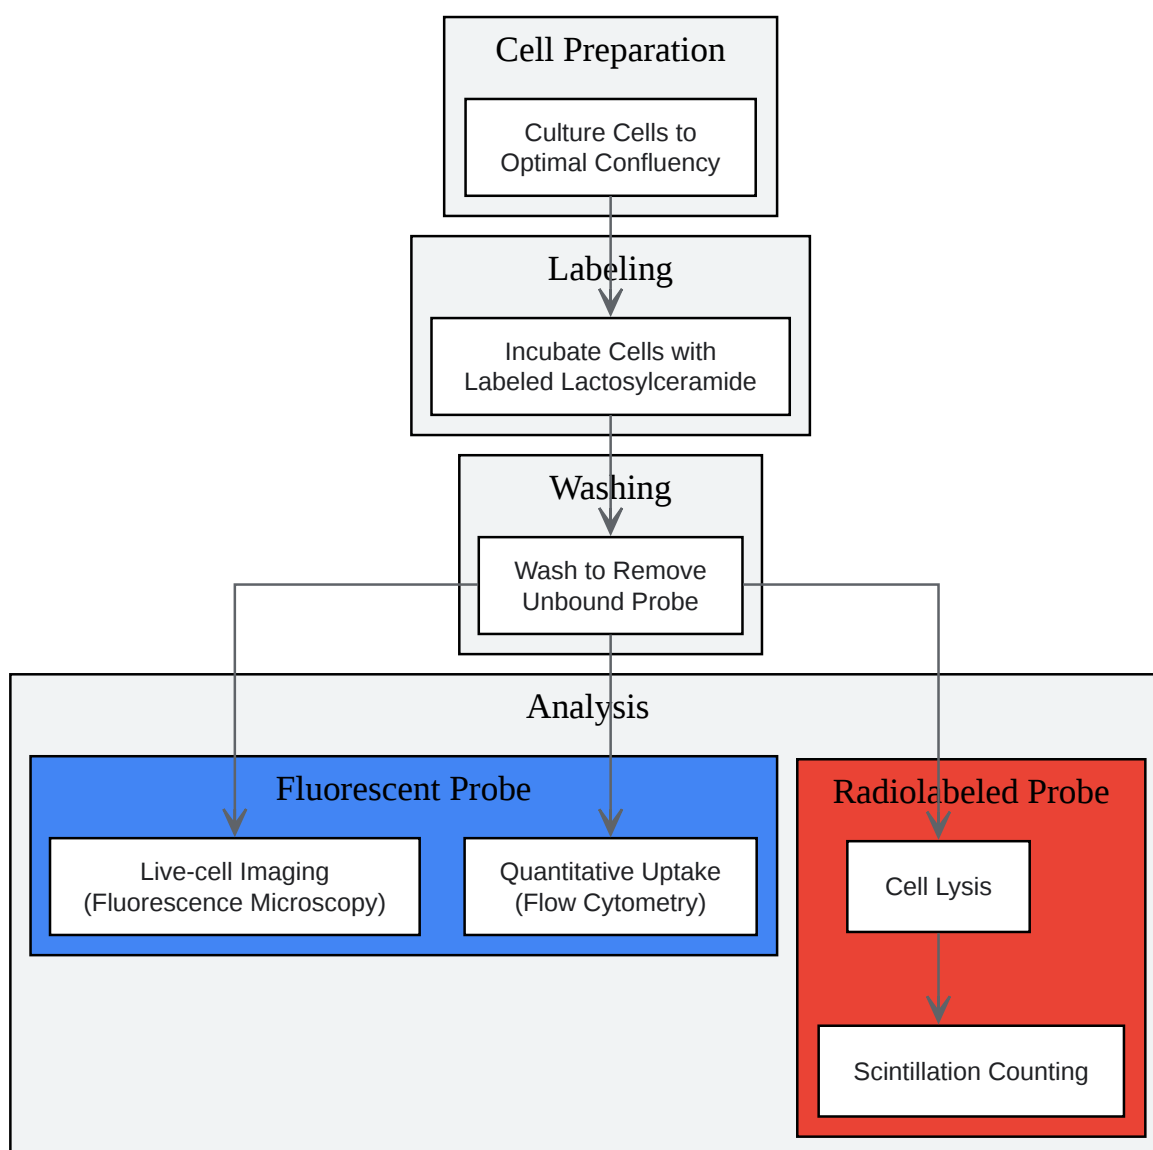 Cell Preparation
Culture Cells to
Optimal Confluency
Labeling
Incubate Cells with
Labeled Lactosylceramide
Washing
Wash to Remove
Unbound Probe
Analysis
Fluorescent Probe
Live-cell Imaging
(Fluorescence Microscopy)
Quantitative Uptake
(Flow Cytometry)
Radiolabeled Probe
Cell Lysis
Scintillation Counting